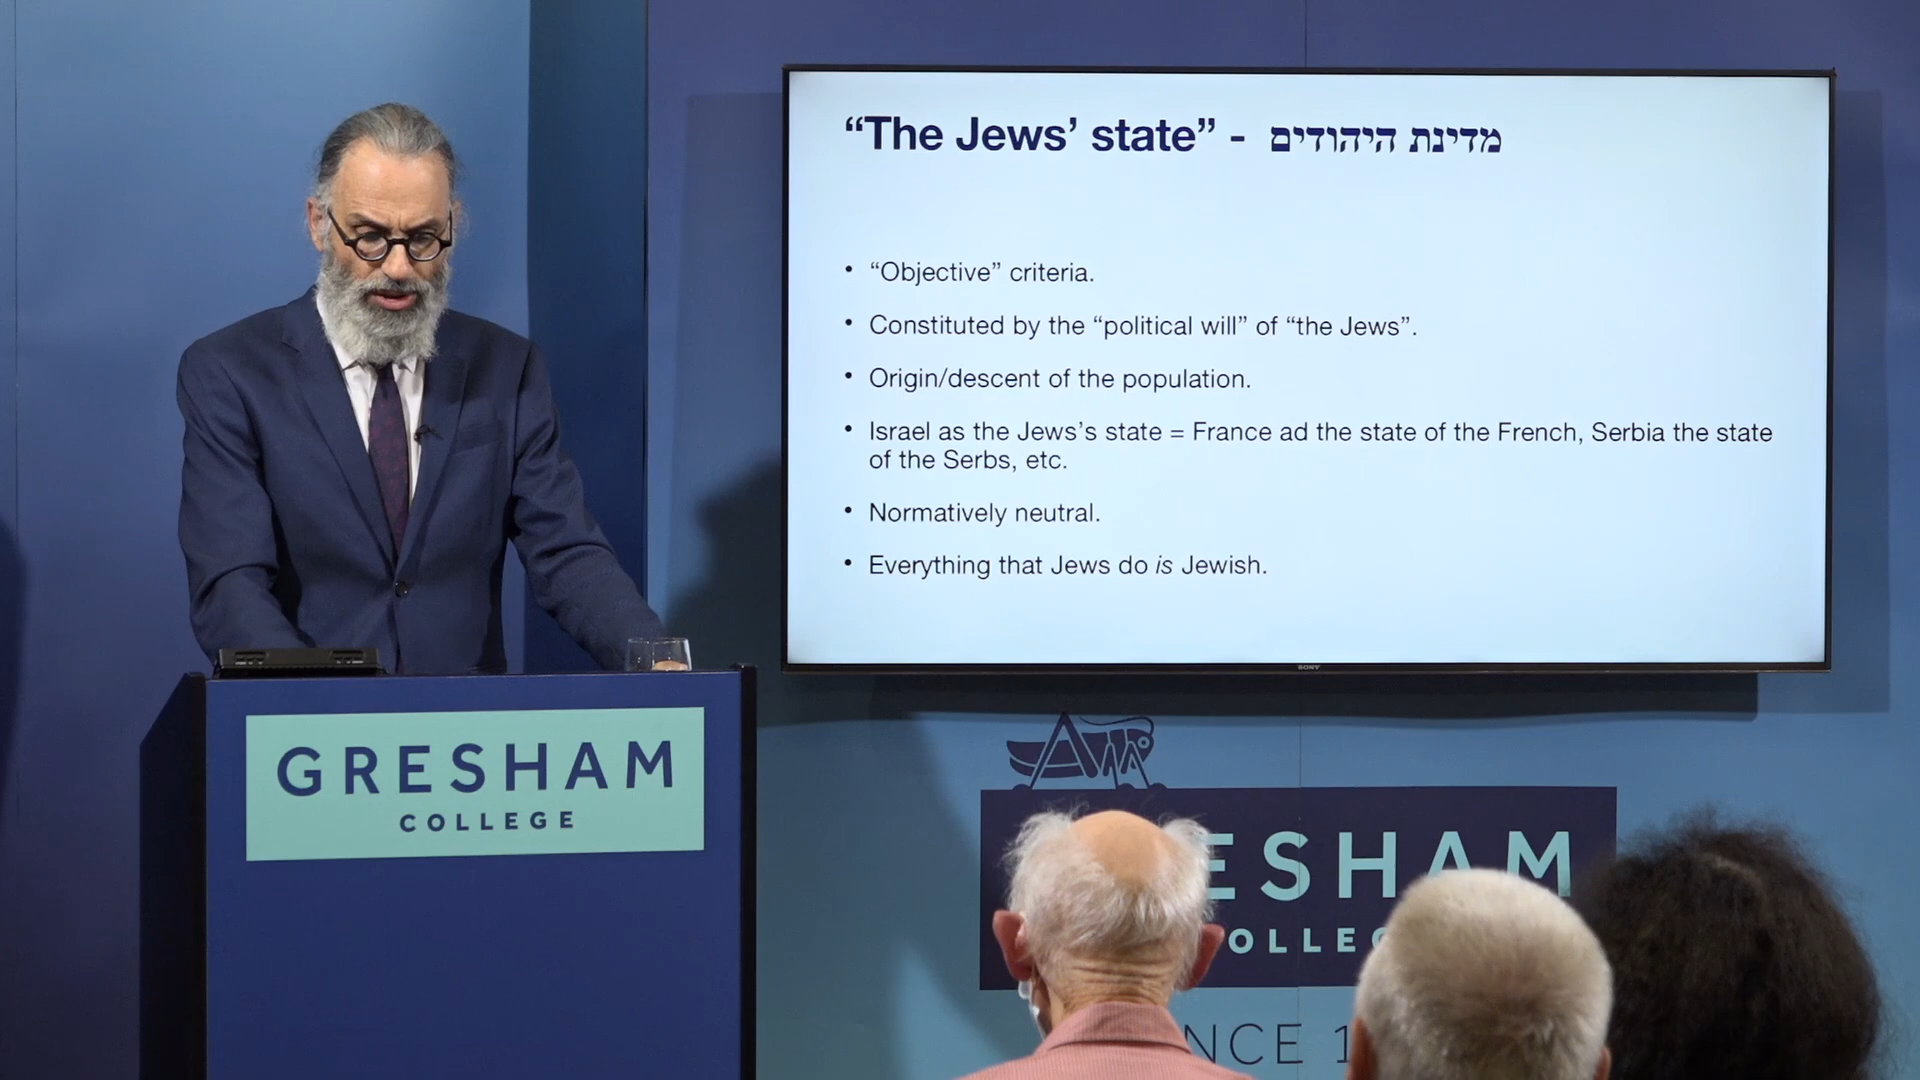 “The Jews’ state” - מדינת היהודים
• “Objective” criteria.
• Constituted by the “political will” of “the Jews”.
• Origin/descent of the population.
• Israel as the Jews’s state = France ad the state of the French, Serbia the state
of the Serbs, etc.
• Normatively neutral.
• Everything that Jews do is Jewish.
SONY
GRESHAM
COLLEGE
ESHAM
OLLE
NCE 1